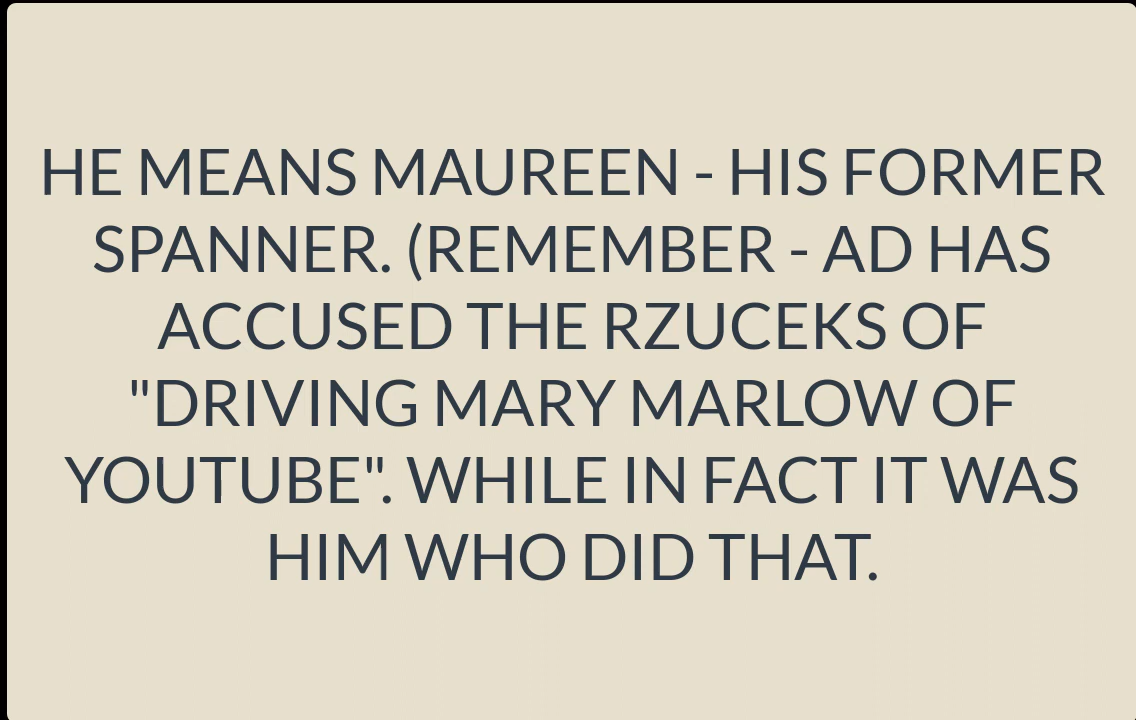 HE MEANS MAUREEN - HIS FORMER
SPANNER. (REMEMBER - AD HAS
ACCUSED THE RZUCEKS OF
"DRIVING MARY MARLOW OF
YOUTUBE". WHILE IN FACT IT WAS
HIM WHO DID THAT.